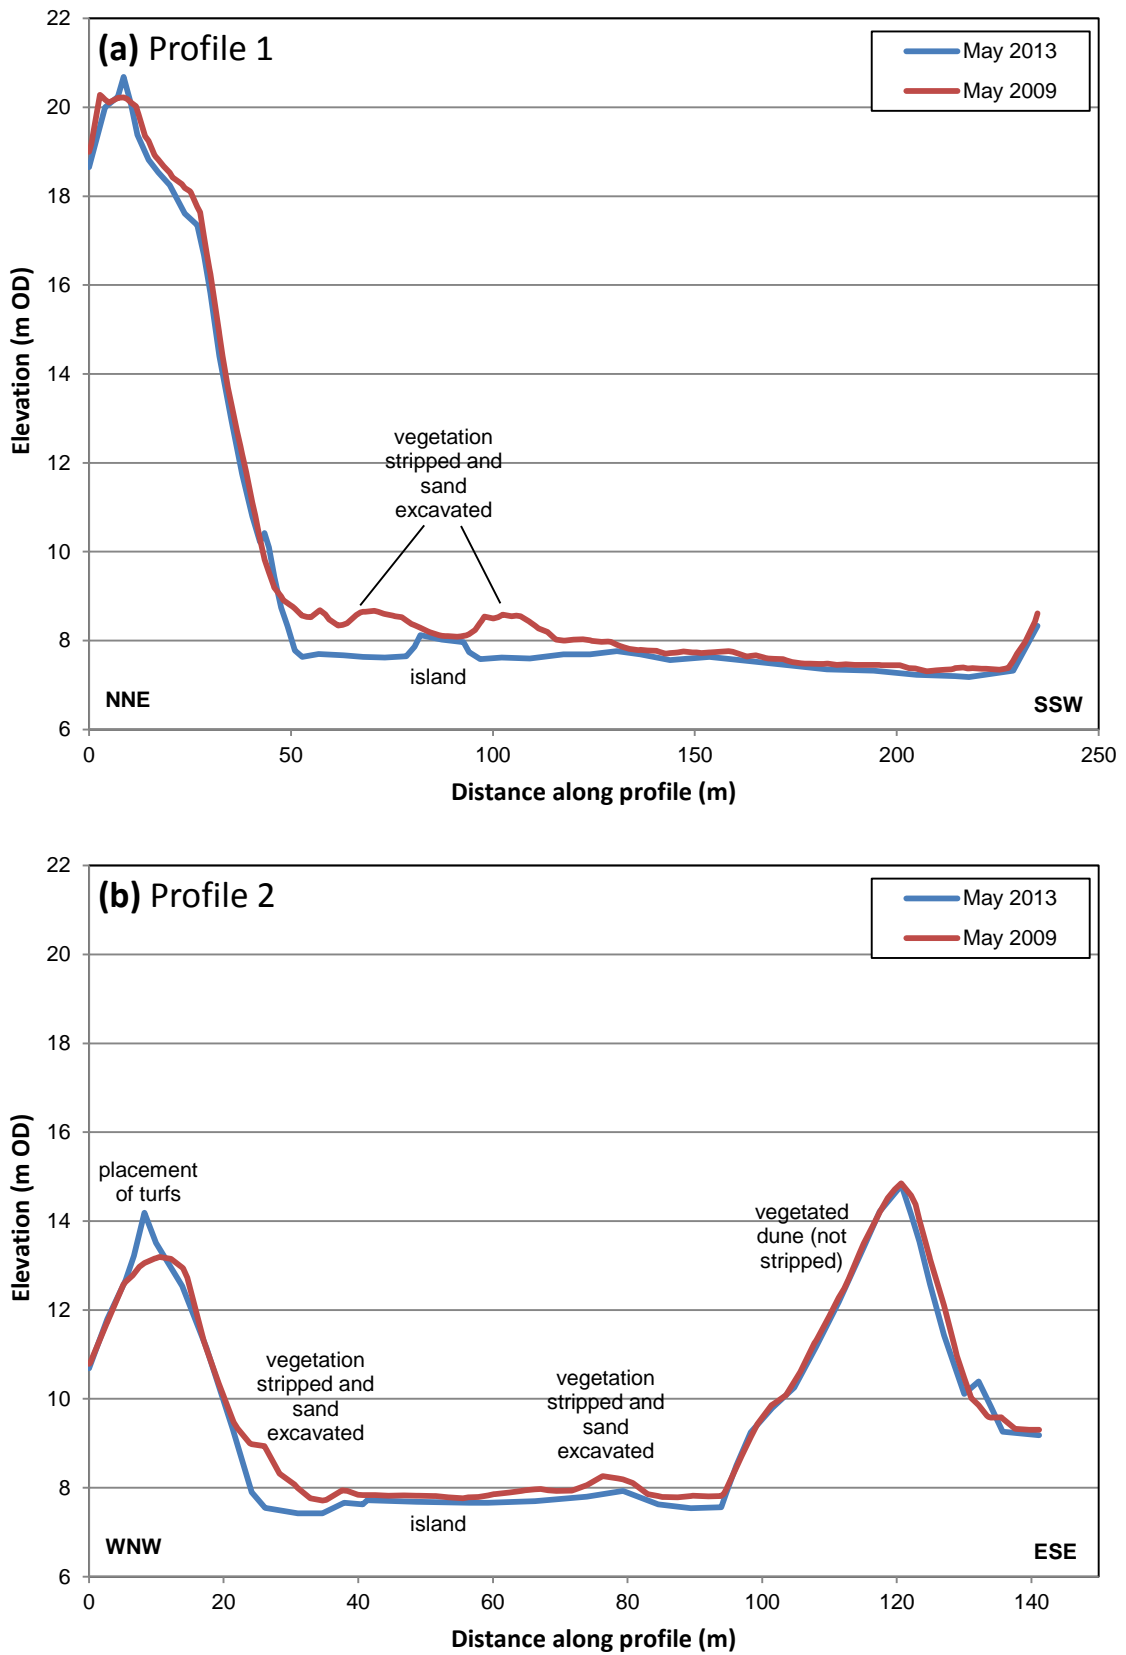 (a) Profile 1
May 2013
May 2009
22
20
18
16
14
12
10
8
6
Elevation (m OD)
vegetation
stripped and
sand
excavated
island
NNE
SSW
0
50
100
150
200
250
Distance along profile (m)
(b) Profile 2
May 2013
May 2009
22
20
18
16
14
12
10
8
6
Elevation (m OD)
placement
of turfs
vegetated
dune (not
stripped)
vegetation
stripped and
sand
excavated
vegetation
stripped and
sand
excavated
island
WNW
ESE
0
20
40
60
80
100
120
140
Distance along profile (m)